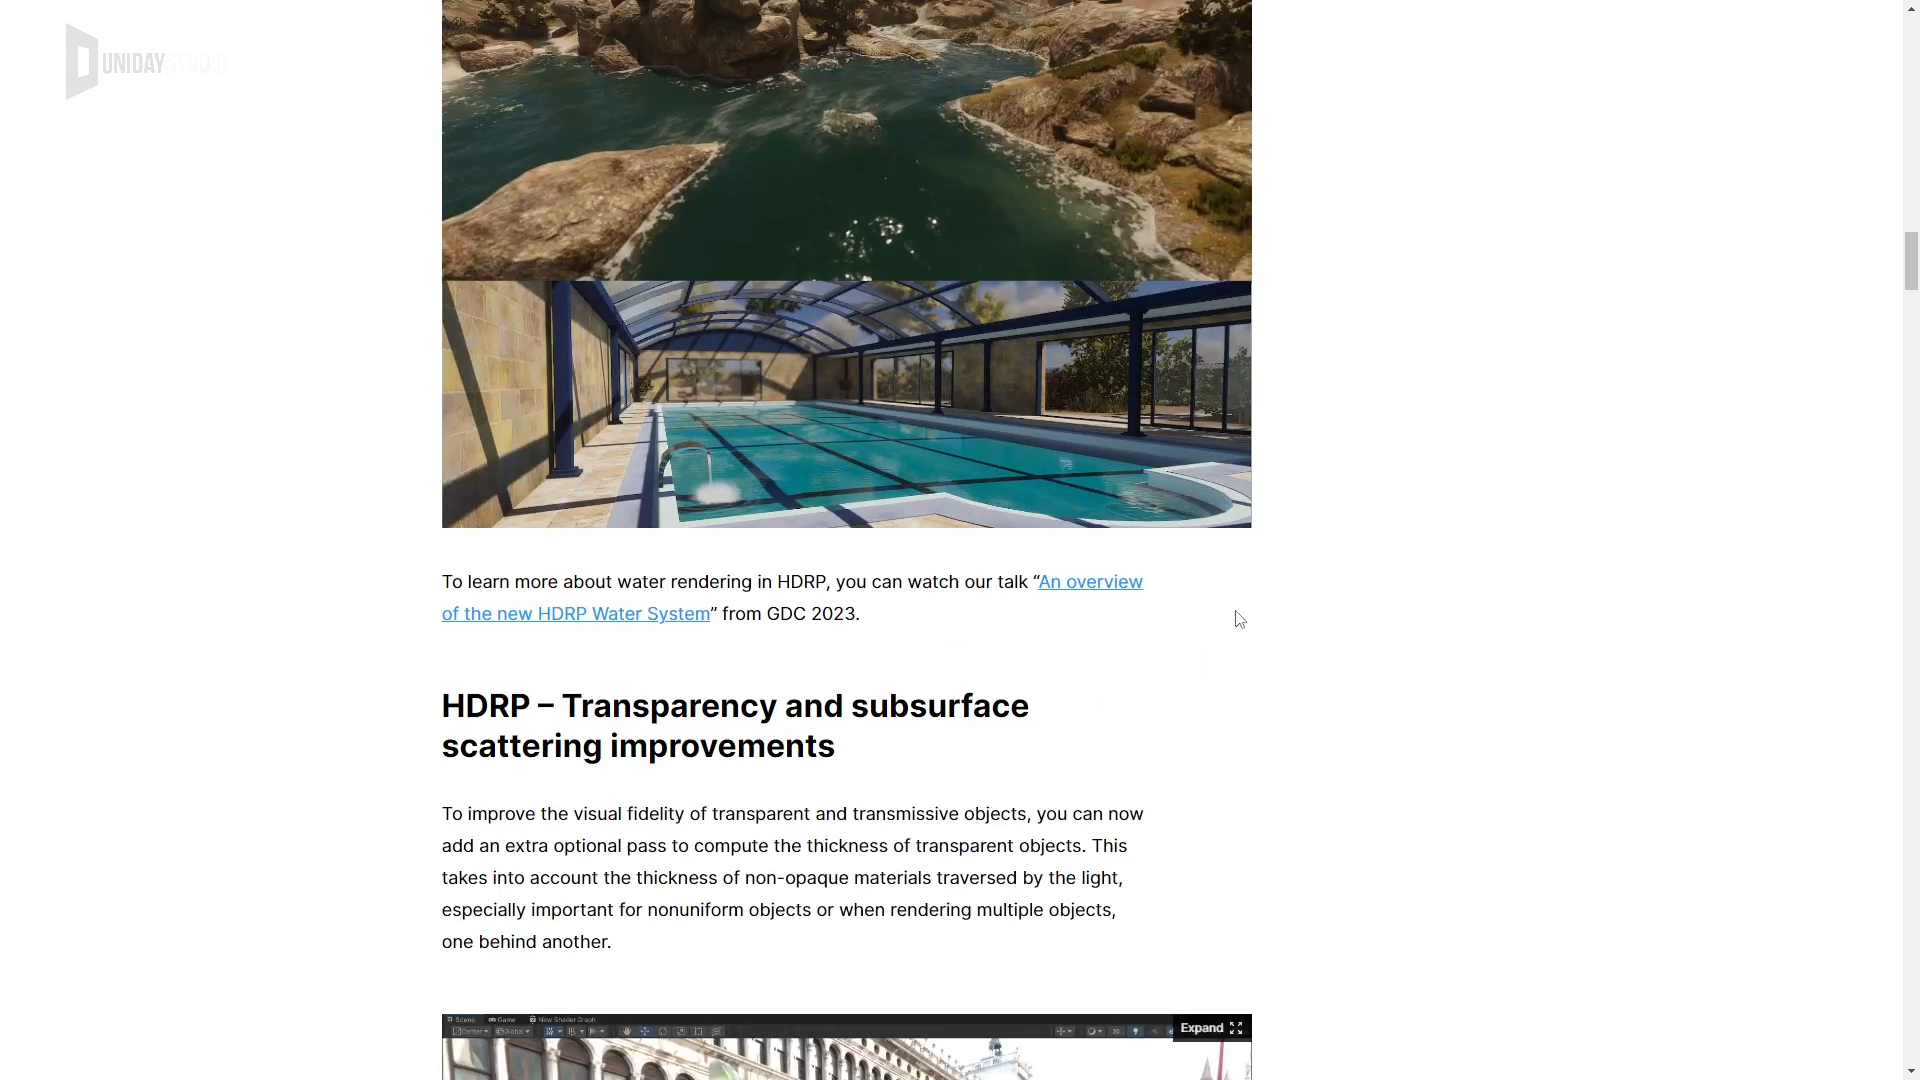 UNIDAY STUDIO
To learn more about water rendering in HDRP, you can watch our talk “An overview
of the new HDRP Water System” from GDC 2023.
HDRP – Transparency and subsurface
scattering improvements
To improve the visual fidelity of transparent and transmissive objects, you can now
add an extra optional pass to compute the thickness of transparent objects. This
takes into account the thickness of non-opaque materials traversed by the light,
especially important for nonuniform objects or when rendering multiple objects,
one behind another.
Scene Game New Shader Graph
Center Global 2D
Expand